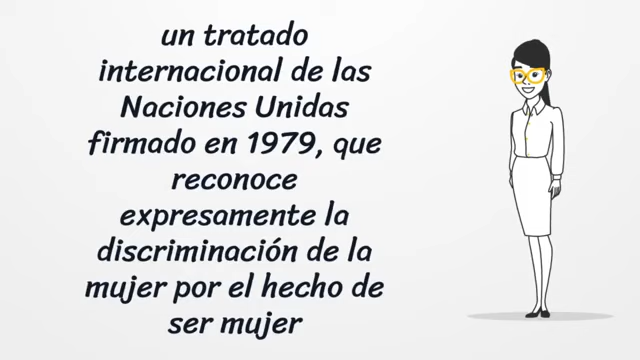 un tratado
internacional de las
Naciones Unidas
firmado en 1979, que
reconoce
expresamente la
discriminación de la
mujer por el hecho de
ser mujer